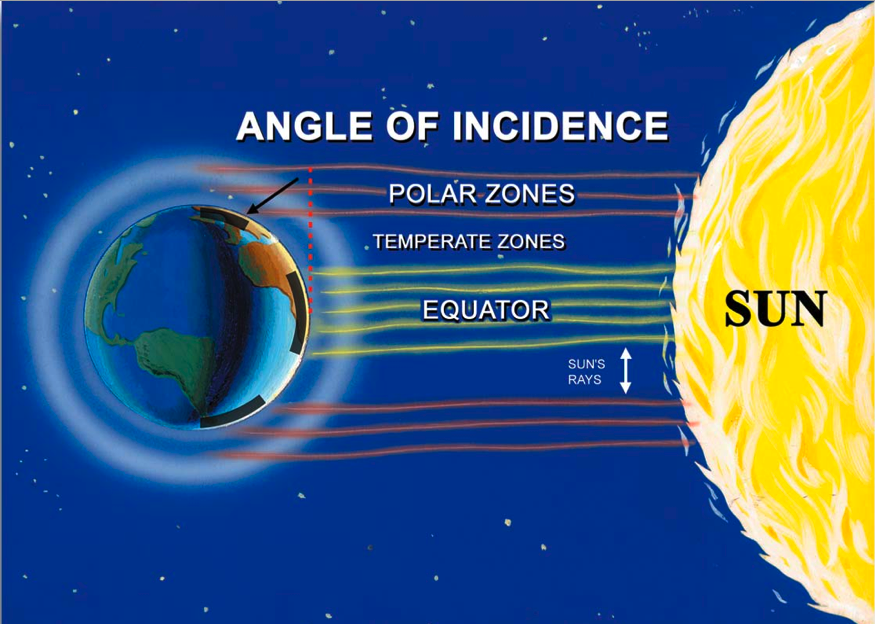 ANGLE OF INCIDENCE
POLAR ZONES
TEMPERATE ZONES
EQUATOR
SUN
SUN'S
RAYS